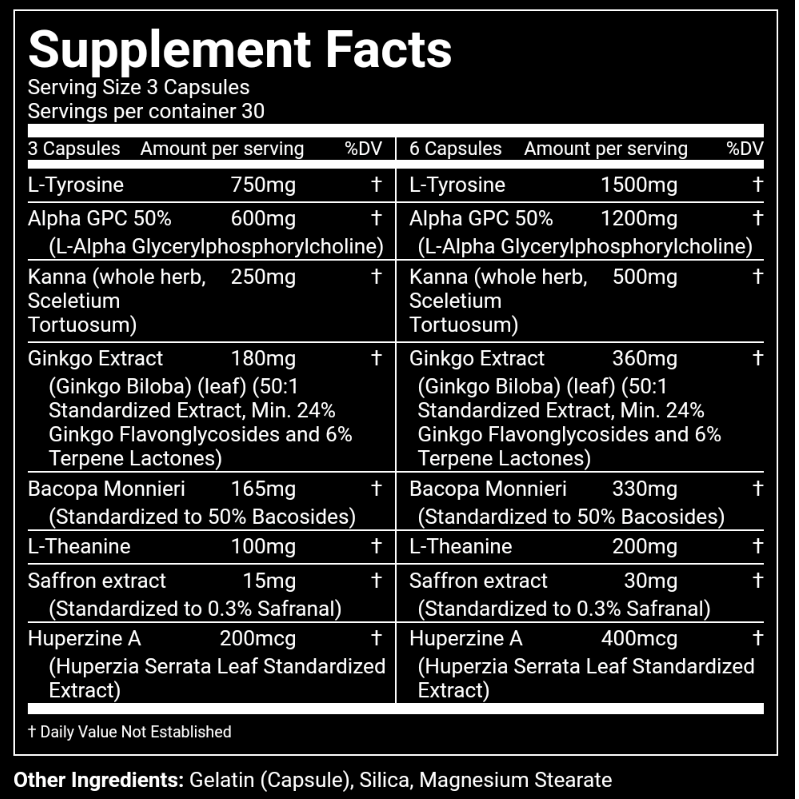 Supplement Facts
Serving Size 3 Capsules
Servings per container 30
3 Capsules Amount per serving %DV 6 Capsules Amount per serving %DV
L-Tyrosine 750mg † L-Tyrosine 1500mg †
Alpha GPC 50% 600mg † Alpha GPC 50% 1200mg †
(L-Alpha Glycerylphosphorylcholine) (L-Alpha Glycerylphosphorylcholine)
Kanna (whole herb, 250mg † Kanna (whole herb, 500mg †
Sceletium Sceletium
Tortuosum) Tortuosum)
Ginkgo Extract 180mg † Ginkgo Extract 360mg †
(Ginkgo Biloba) (leaf) (50:1 (Ginkgo Biloba) (leaf) (50:1
Standardized Extract, Min. 24% Standardized Extract, Min. 24%
Ginkgo Flavonglycosides and 6% Ginkgo Flavonglycosides and 6%
Terpene Lactones) Terpene Lactones)
Bacopa Monnieri 165mg † Bacopa Monnieri 330mg †
(Standardized to 50% Bacosides) (Standardized to 50% Bacosides)
L-Theanine 100mg † L-Theanine 200mg †
Saffron extract 15mg † Saffron extract 30mg †
(Standardized to 0.3% Safranal) (Standardized to 0.3% Safranal)
Huperzine A 200mcg † Huperzine A 400mcg †
(Huperzia Serrata Leaf Standardized (Huperzia Serrata Leaf Standardized
Extract) Extract)
† Daily Value Not Established
Other Ingredients: Gelatin (Capsule), Silica, Magnesium Stearate